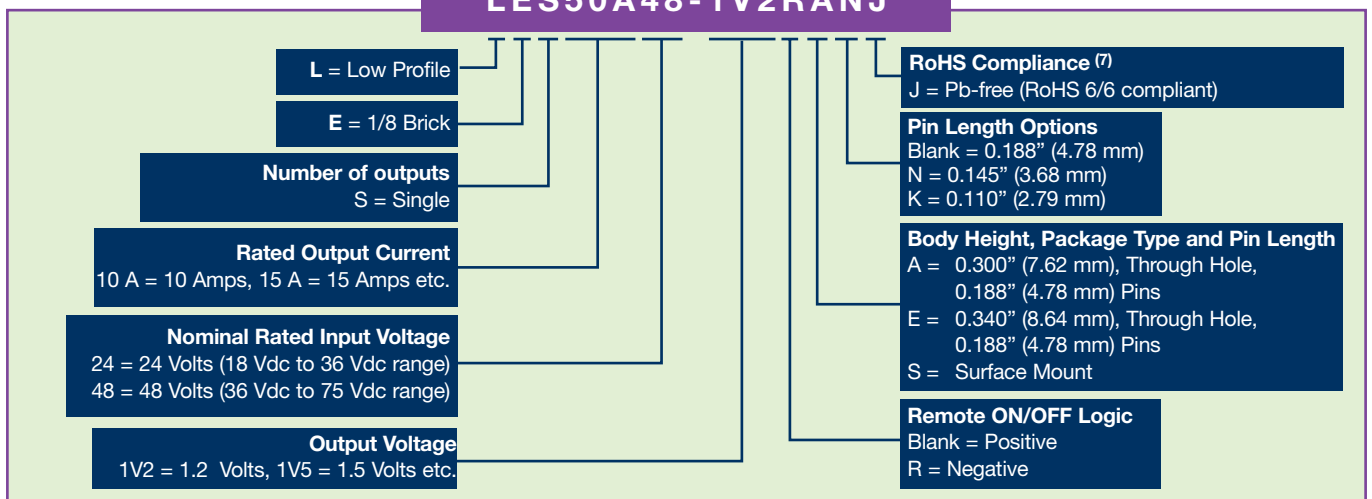 LES50A48-1V2RANJ
L = Low Profile
E = 1/8 Brick
Number of outputs
S = Single
Rated Output Current
10 A = 10 Amps, 15 A = 15 Amps etc.
Nominal Rated Input Voltage
24 = 24 Volts (18 Vdc to 36 Vdc range)
48 = 48 Volts (36 Vdc to 75 Vdc range)
Output Voltage
1V2 = 1.2 Volts, 1V5 = 1.5 Volts etc.
RoHS Compliance (7)
J = Pb-free (RoHS 6/6 compliant)
Pin Length Options
Blank = 0.188” (4.78 mm)
N = 0.145” (3.68 mm)
K = 0.110” (2.79 mm)
Body Height, Package Type and Pin Length
A = 0.300” (7.62 mm), Through Hole,
0.188” (4.78 mm) Pins
E = 0.340” (8.64 mm), Through Hole,
0.188” (4.78 mm) Pins
S = Surface Mount
Remote ON/OFF Logic
Blank = Positive
R = Negative